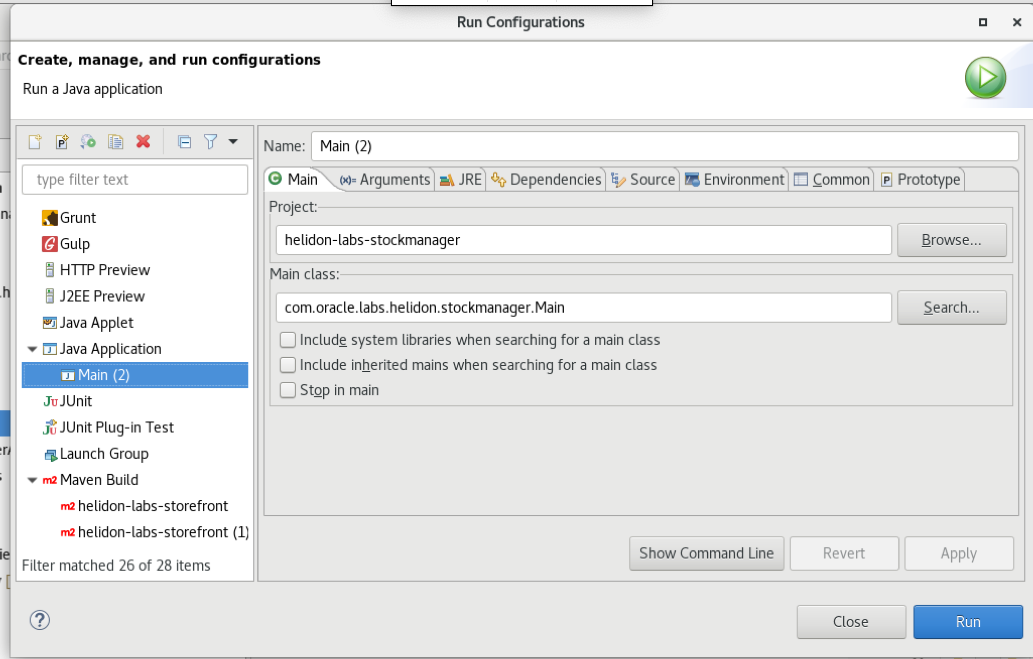 Run Configurations
Create, manage, and run configurations
Run a Java application
type filter text
Grunt
Gulp
HTTP Preview
J2EE Preview
Java Applet
Java Application
Main (2)
JUnit
JUnit Plug-in Test
Launch Group
Maven Build
helidon-labs-storefront
helidon-labs-storefront (1)
Filter matched 26 of 28 items
Name: Main (2)
Main (x)= Arguments JRE Dependencies Source Environment Common Prototype
Project:
helidon-labs-stockmanager Browse...
Main class:
com.oracle.labs.helidon.stockmanager.Main Search...
Include system libraries when searching for a main class
Include inherited mains when searching for a main class
Stop in main
Show Command Line Revert Apply
Close Run